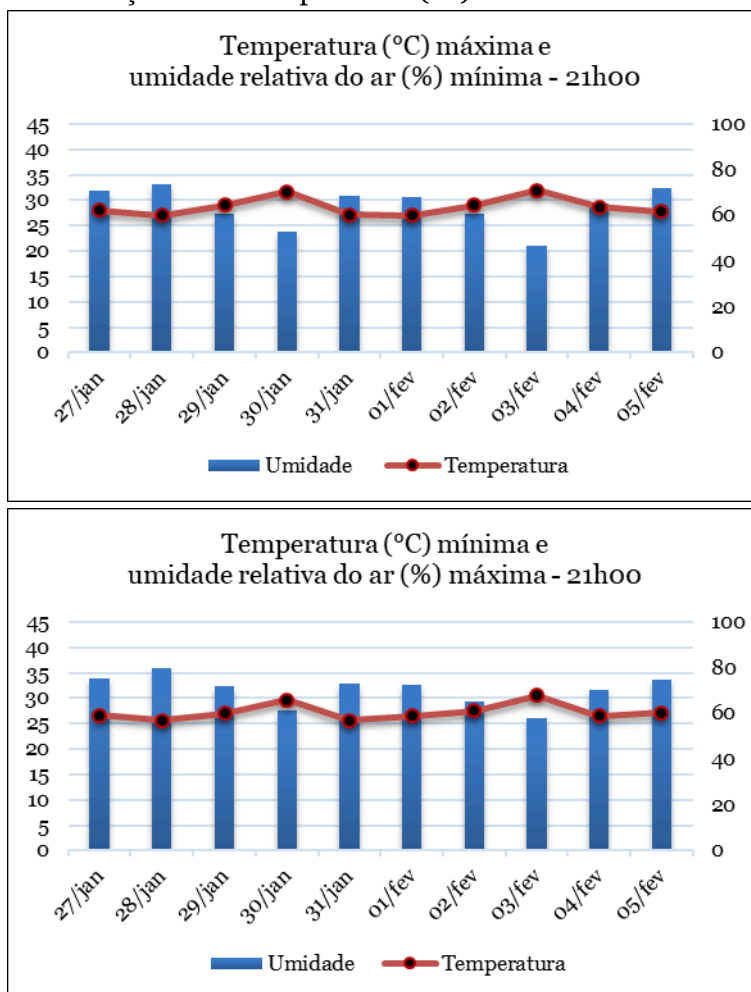 Temperatura (°C) máxima e
umidade relativa do ar (%) mínima - 21h00
45
40
35
30
25
20
15
10
5
0
100
80
60
40
20
0
27/jan
28/jan
29/jan
30/jan
31/jan
01/fev
02/fev
03/fev
04/fev
05/fev
Umidade
Temperatura
Temperatura (°C) mínima e
umidade relativa do ar (%) máxima - 21h00
45
40
35
30
25
20
15
10
5
0
100
80
60
40
20
0
27/jan
28/jan
29/jan
30/jan
31/jan
01/fev
02/fev
03/fev
04/fev
05/fev
Umidade
Temperatura